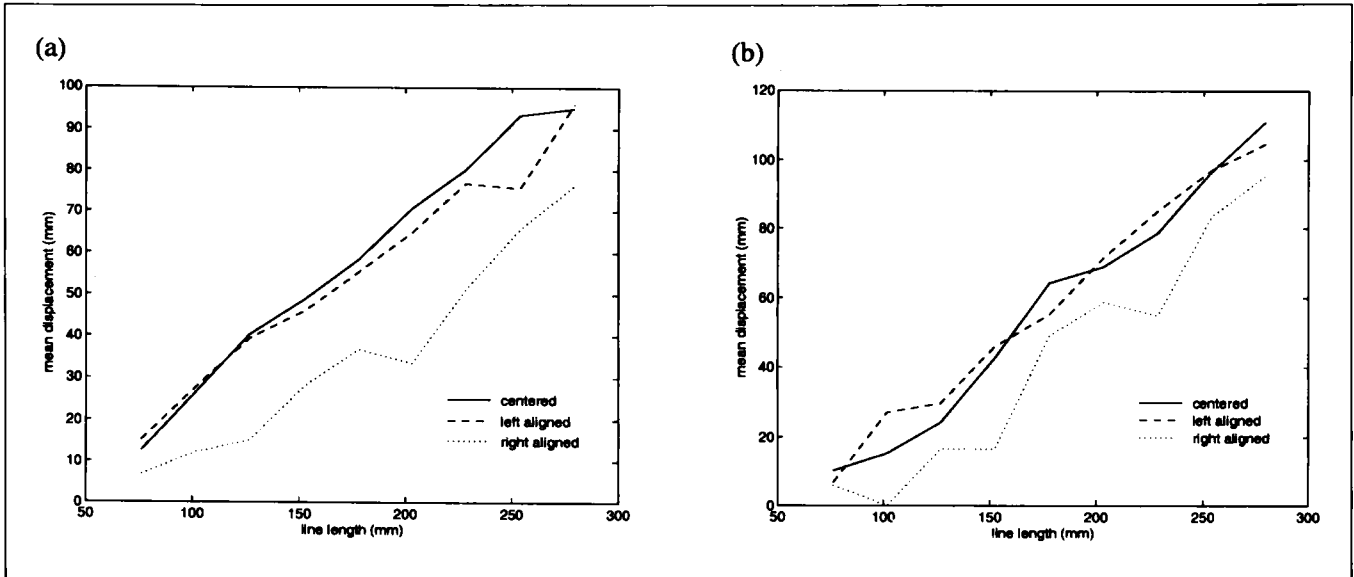 (a)
100
90
80
70
60
50
40
30
20
10
0
mean displacement (mm)
50
100
150
200
250
300
line length (mm)
centered
left aligned
right aligned
(b)
120
100
80
60
40
20
0
mean displacement (mm)
50
100
150
200
250
300
line length (mm)
centered
left aligned
right aligned